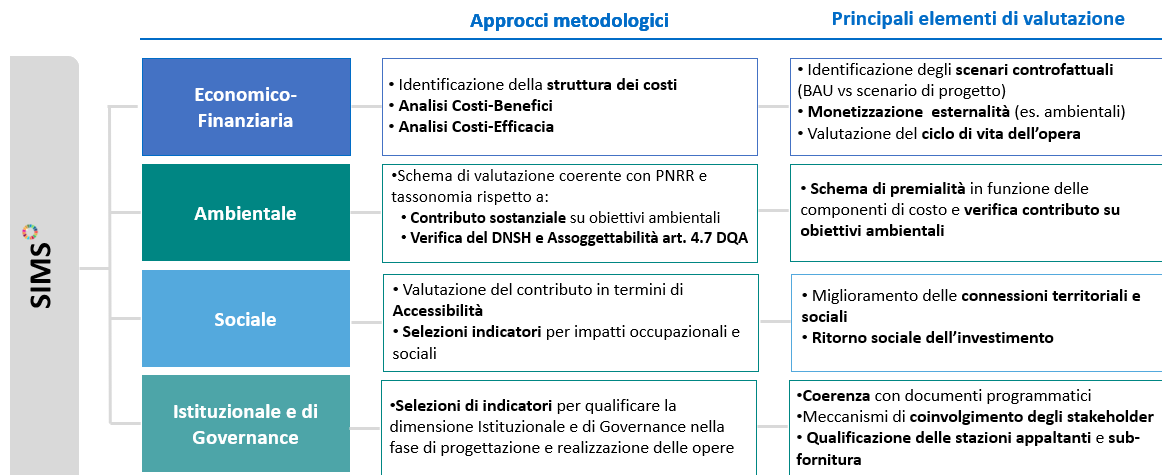 Approcci metodologici
Principali elementi di valutazione
SIMS
Economico-
Finanziaria
• Identificazione della struttura dei costi
• Analisi Costi-Benefici
• Analisi Costi-Efficacia
• Identificazione degli scenari controfattuali
(BAU vs scenario di progetto)
• Monetizzazione esternalità (es. ambientali)
• Valutazione del ciclo di vita dell'opera
Ambientale
•Schema di valutazione coerente con PNRR e
tassonomia rispetto a:
• Contributo sostanziale su obiettivi ambientali
• Verifica del DNSH e Assoggettabilità art. 4.7 DQA
• Schema di premialità in funzione delle
componenti di costo e verifica contributo su
obiettivi ambientali
Sociale
• Valutazione del contributo in termini di
Accessibilità
• Selezioni indicatori per impatti occupazionali e
sociali
• Miglioramento delle connessioni territoriali e
sociali
• Ritorno sociale dell'investimento
Istituzionale e di
Governance
•Selezioni di indicatori per qualificare la
dimensione Istituzionale e di Governance nella
fase di progettazione e realizzazione delle opere
•Coerenza con documenti programmatici
•Meccanismi di coinvolgimento degli stakeholder
• Qualificazione delle stazioni appaltanti e sub-
fornitura